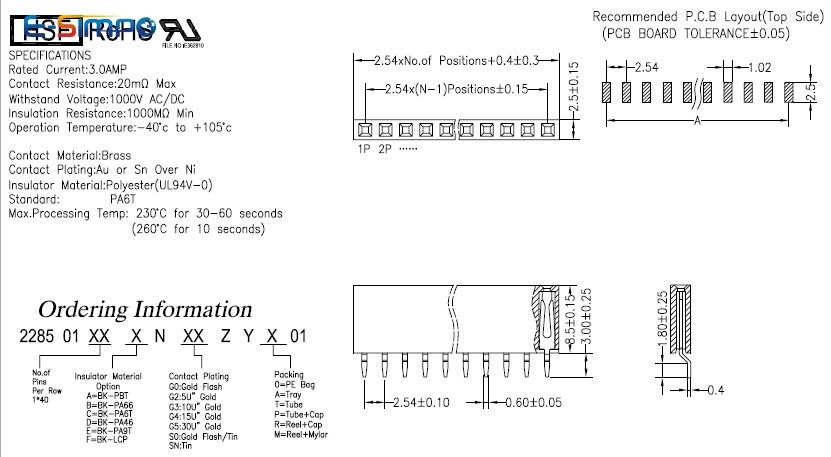 HSF RoHS
E-Simpo
FILE NO:E362810
SPECIFICATIONS
Rated Current:3.0AMP
Contact Resistance:20mΩ Max
Withstand Voltage:1000V AC/DC
Insulation Resistance:1000MΩ Min
Operation Temperature:-40°c to +105°c
Contact Material:Brass
Contact Plating:Au or Sn Over Ni
Insulator Material:Polyester(UL94V-0)
Standard: PA6T
Max.Processing Temp: 230°C for 30-60 seconds
(260°C for 10 seconds)
2.54xNo.of Positions+0.4±0.3
2.54x(N-1)Positions±0.15
2.5±0.15
1P 2P ......
Recommended P.C.B Layout(Top Side)
(PCB BOARD TOLERANCE±0.05)
2.54
1.02
2.5
A
Ordering Information
2285 01 XX X N XX Z Y X 01
No.of
Pins
Per Row
1*40
Insulator Material
Option
A=BK-PBT
B=BK-PA66
C=BK-PA6T
D=BK-PA46
E=BK-PA9T
F=BK-LCP
Contact Plating
G0:Gold Flash
G2:5U" Gold
G3:10U" Gold
G4:15U" Gold
G5:30U" Gold
S0:Gold Flash/Tin
SN:Tin
Packing
0=PE Bag
A=Tray
T=Tube
P=Tube+Cap
R=Reel+Cap
M=Reel+Mylar
8.5±0.15
3.00±0.25
2.54±0.10
0.60±0.05
1.80±0.25
0.4